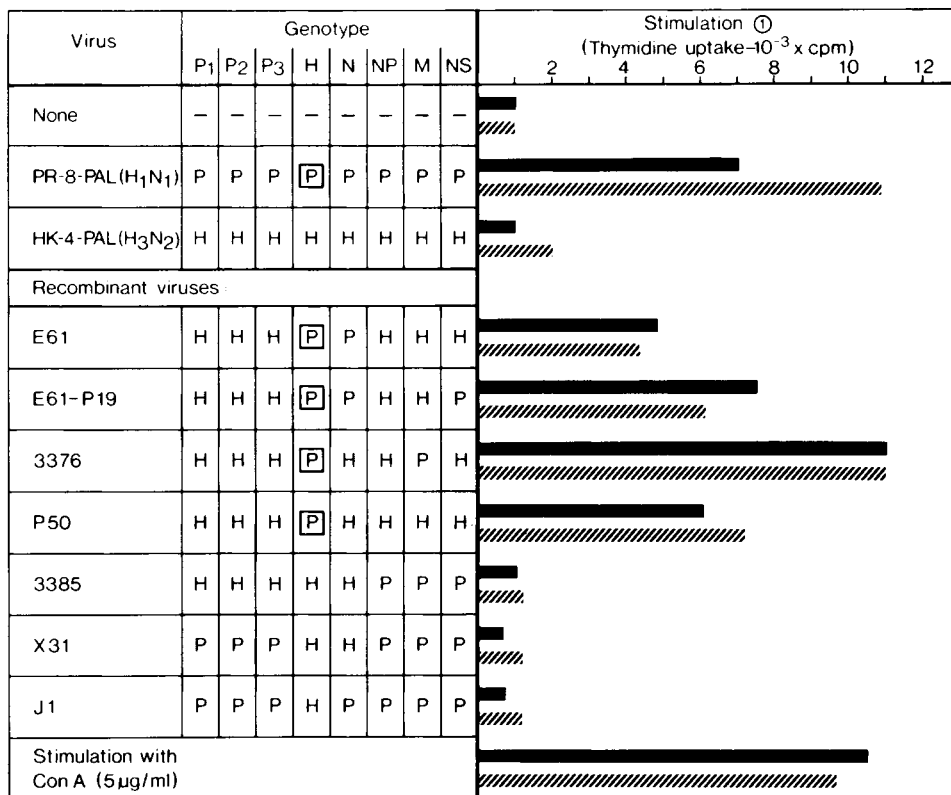 Virus
Genotype
P1 P2 P3 H N NP M NS
Stimulation ①
(Thymidine uptake–10⁻³ x cpm)
2 4 6 8 10 12
None – – – – – – – –
PR-8-PAL(H₁N₁) P P P P P P P P
HK-4-PAL(H₃N₂) H H H H H H H H
Recombinant viruses
E61 H H H P P H H H
E61-P19 H H H P P H H P
3376 H H H P H H P H
P50 H H H P H H H H
3385 H H H H H P P P
X31 P P P H H P P P
J1 P P P H P P P P
Stimulation with
Con A (5µg/ml)